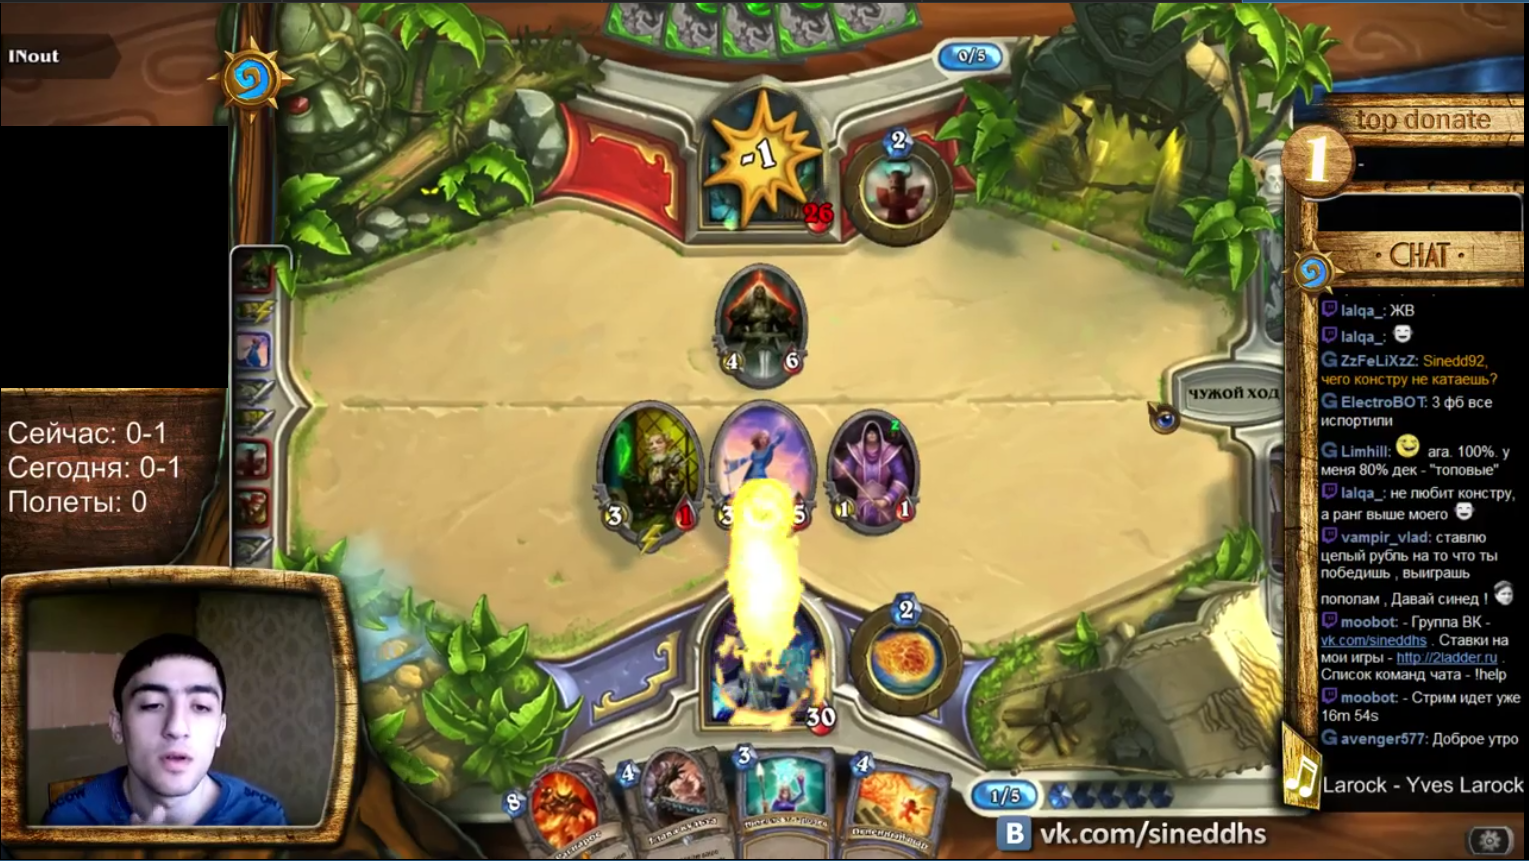 INout
0/5
top donate
1
-
-1
2
26
CHAT
4 6
ЧУЖОЙ ХОД
Сейчас: 0-1
Сегодня: 0-1
Полеты: 0
3 1
3 5
z
1 1
2
30
8
4
3
4
1/5
lalqa_: ЖВ
lalqa_:
ZzFeLiXzZ: Sinedd92,
чего констру не катаешь?
ElectroBOT: 3 фб все
испортили
Limhill: ага. 100%. у
меня 80% дек - "топовые"
lalqa_: не любит констру,
а ранг выше моего
vampir_vlad: ставлю
целый рубль на то что ты
победишь , выиграшь
пополам , Давай синед !
moobot: - Группа ВК -
vk.com/sineddhs . Ставки на
мои игры - http://2ladder.ru .
Список команд чата - !help
moobot: - Стрим идет уже
16m 54s
avenger577: Доброе утро
Larock - Yves Larock
B vk.com/sineddhs